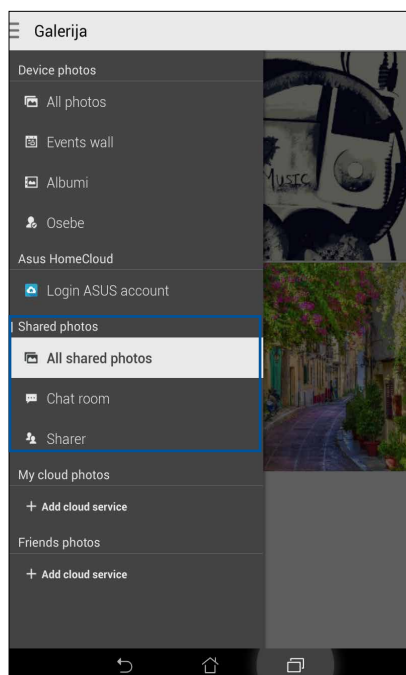 Galerija
Device photos
All photos
Events wall
Albumi
Osebe
Asus HomeCloud
Login ASUS account
Shared photos
All shared photos
Chat room
Sharer
My cloud photos
+ Add cloud service
Friends photos
+ Add cloud service
MUSIC